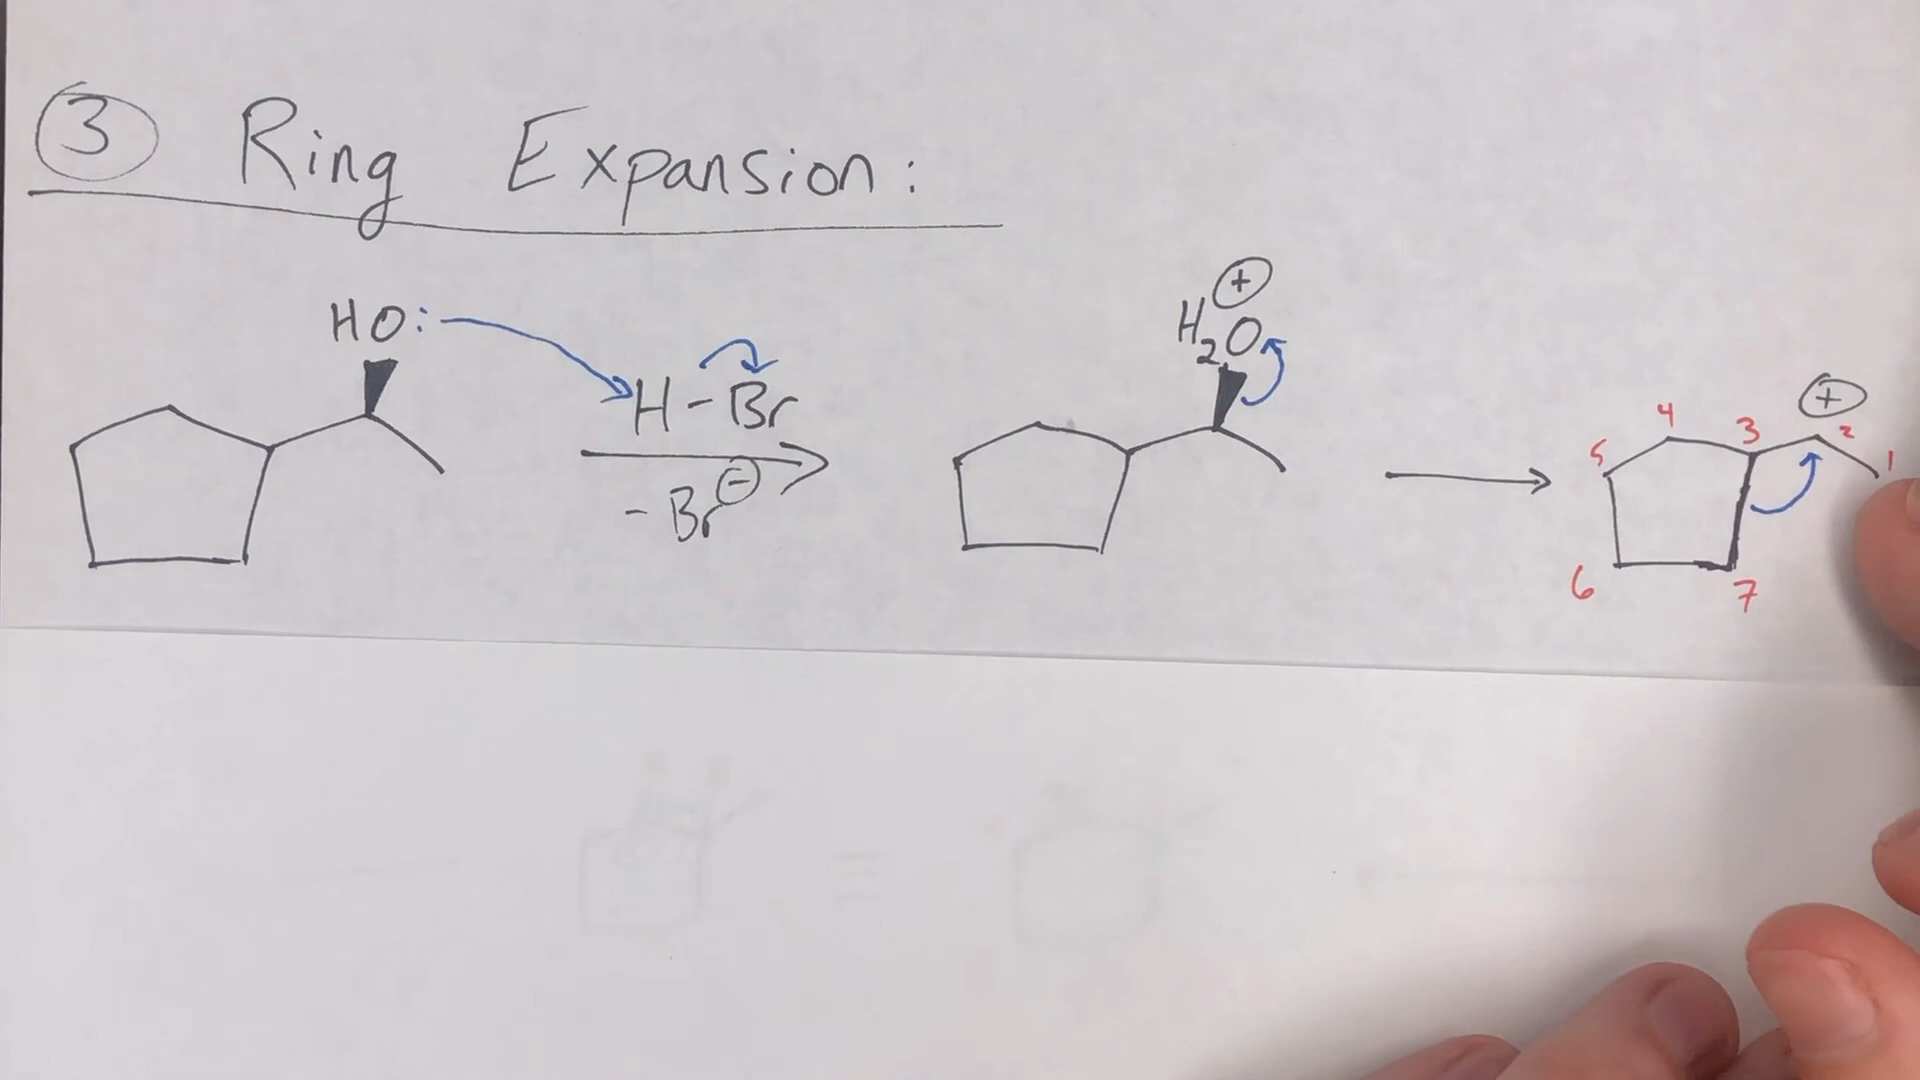 ③ Ring Expansion:
HO:
H-Br
- Br ⊖
H₂O ⊕
⊕
1
2
3
4
5
6
7